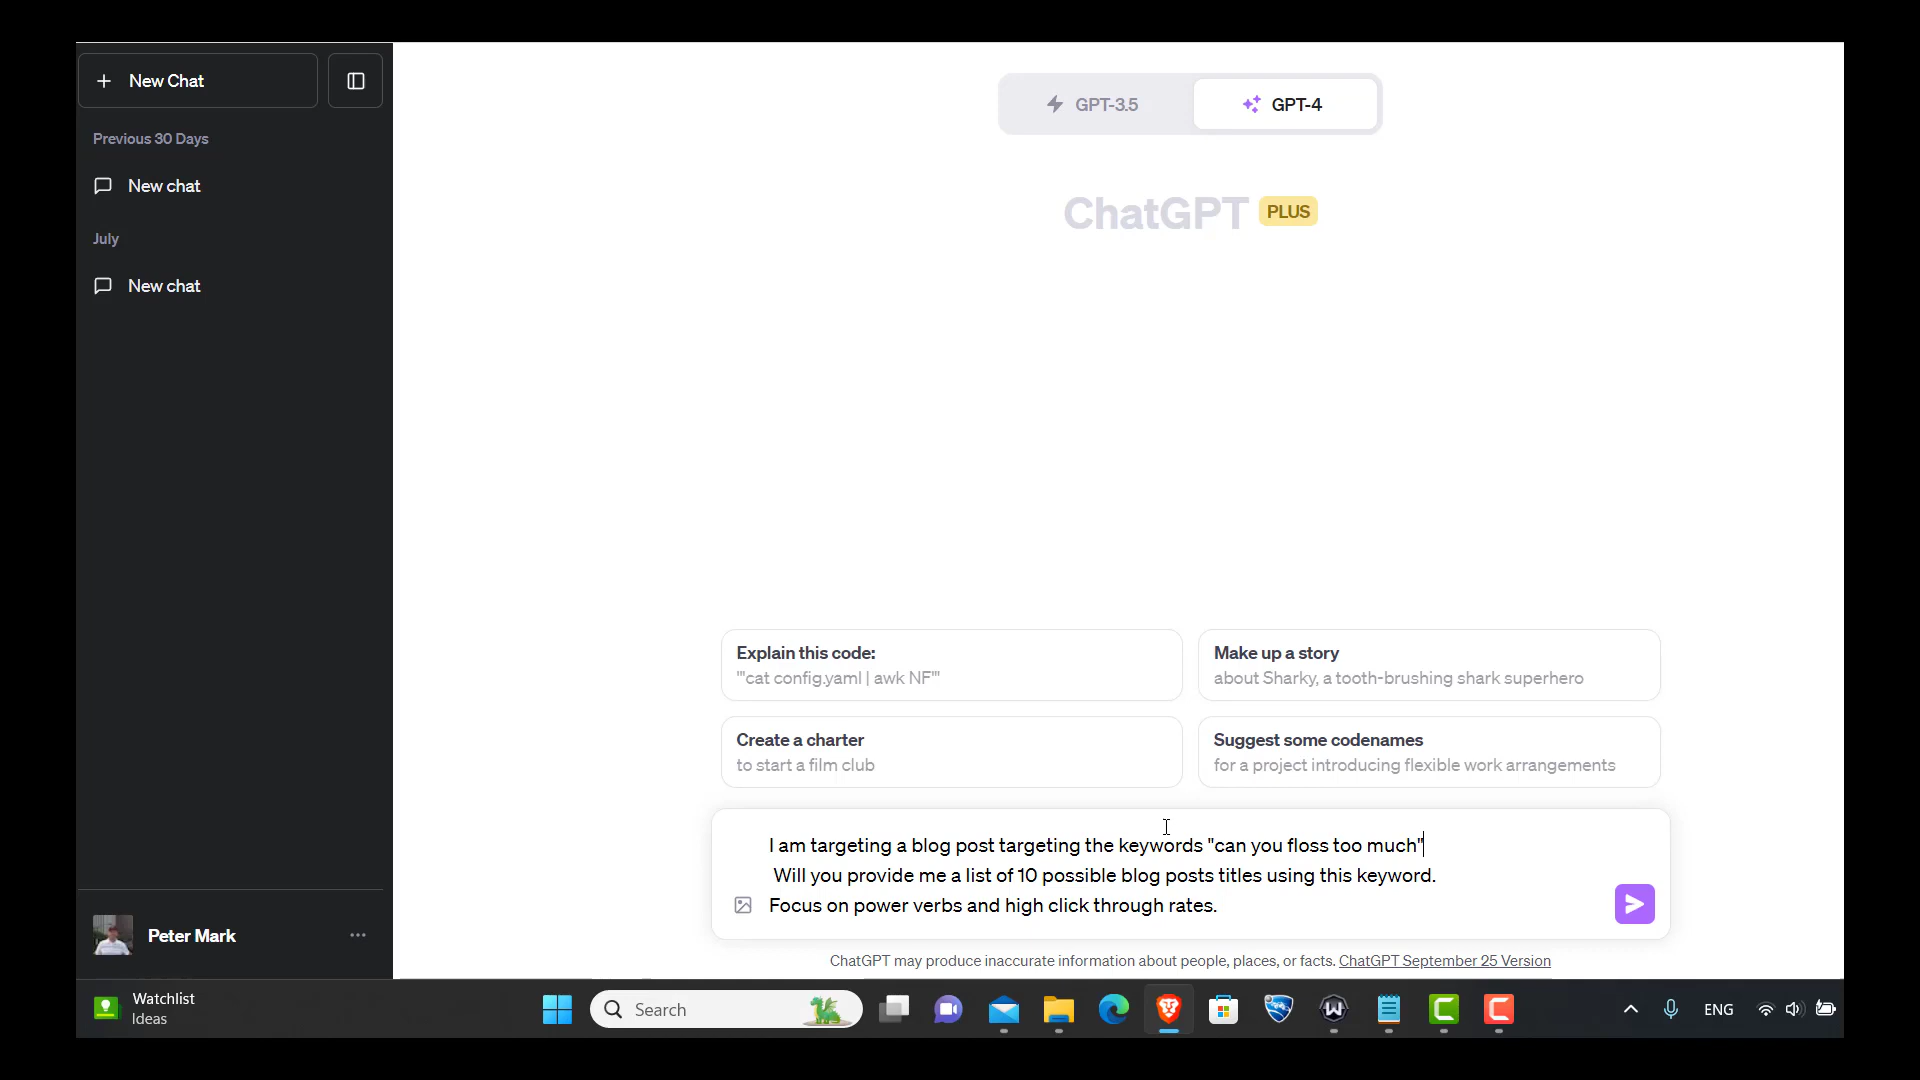 New Chat
Previous 30 Days
New chat
July
New chat
GPT-3.5
GPT-4
ChatGPT PLUS
Explain this code:
"'cat config.yaml | awk NF'"
Make up a story
about Sharky, a tooth-brushing shark superhero
Create a charter
to start a film club
Suggest some codenames
for a project introducing flexible work arrangements
I am targeting a blog post targeting the keywords "can you floss too much"
Will you provide me a list of 10 possible blog posts titles using this keyword.
Focus on power verbs and high click through rates.
ChatGPT may produce inaccurate information about people, places, or facts. ChatGPT September 25 Version
Peter Mark
Watchlist
Ideas
Search
ENG